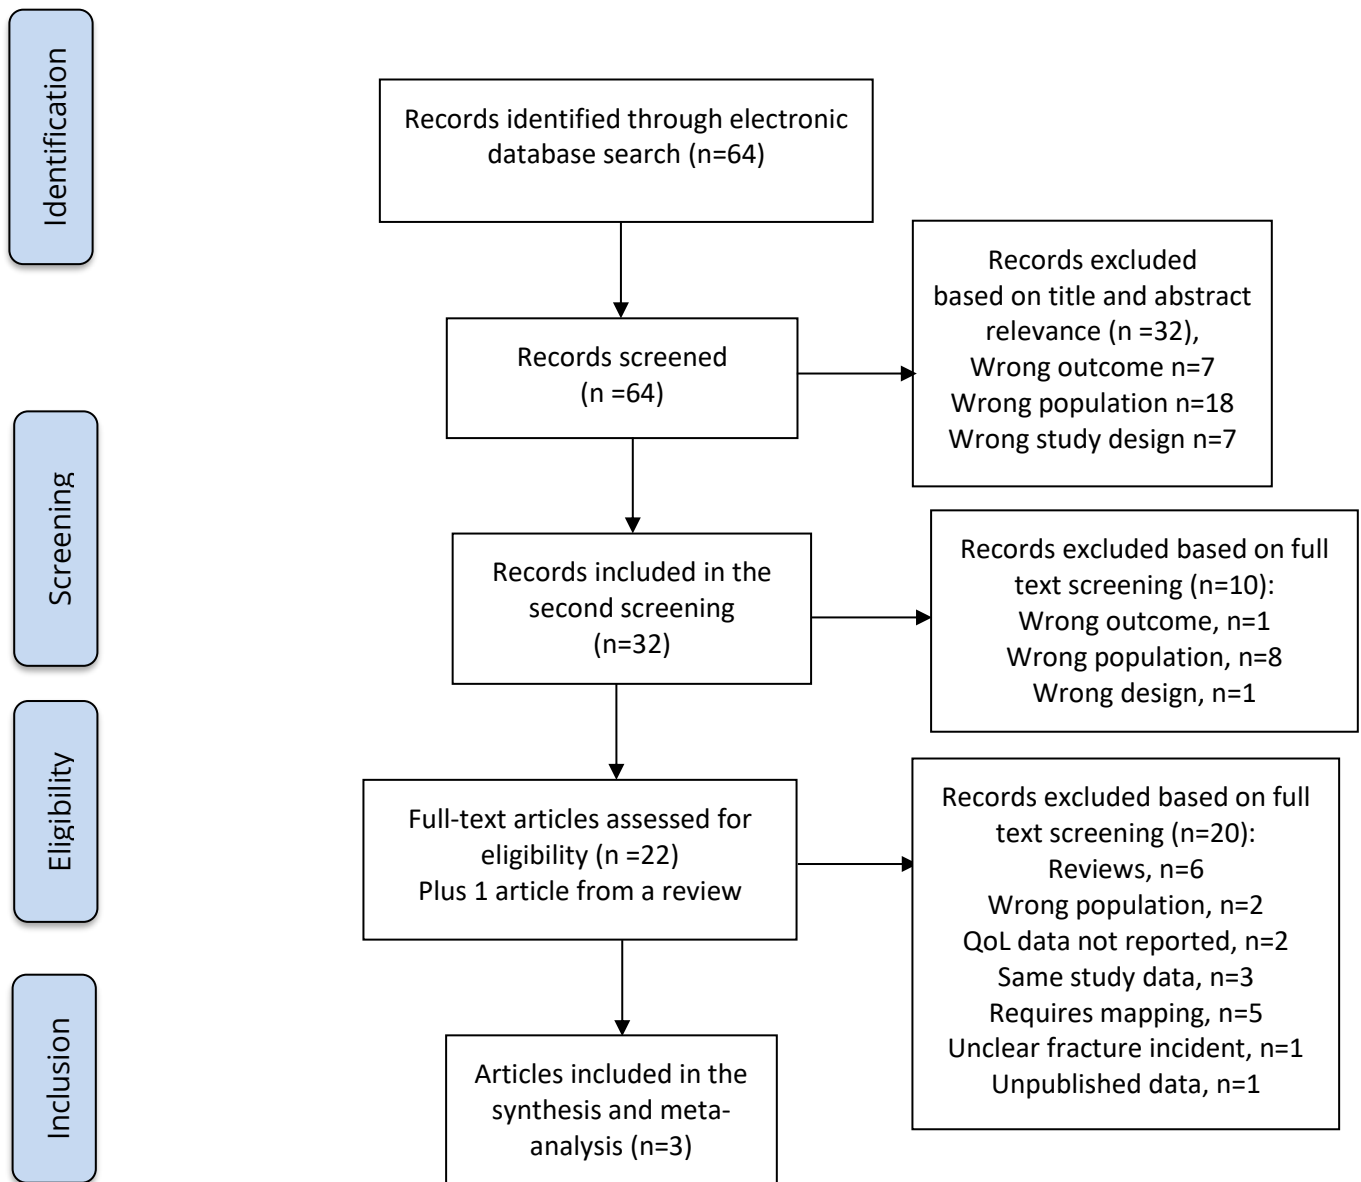 Identification
Records identified through electronic
database search (n=64)
Records excluded
based on title and abstract
relevance (n =32),
Wrong outcome n=7
Wrong population n=18
Wrong study design n=7
Records screened
(n =64)
Screening
Records included in the
second screening
(n=32)
Records excluded based on full
text screening (n=10):
Wrong outcome, n=1
Wrong population, n=8
Wrong design, n=1
Eligibility
Full-text articles assessed for
eligibility (n =22)
Plus 1 article from a review
Records excluded based on full
text screening (n=20):
Reviews, n=6
Wrong population, n=2
QoL data not reported, n=2
Same study data, n=3
Requires mapping, n=5
Unclear fracture incident, n=1
Unpublished data, n=1
Inclusion
Articles included in the
synthesis and meta-
analysis (n=3)